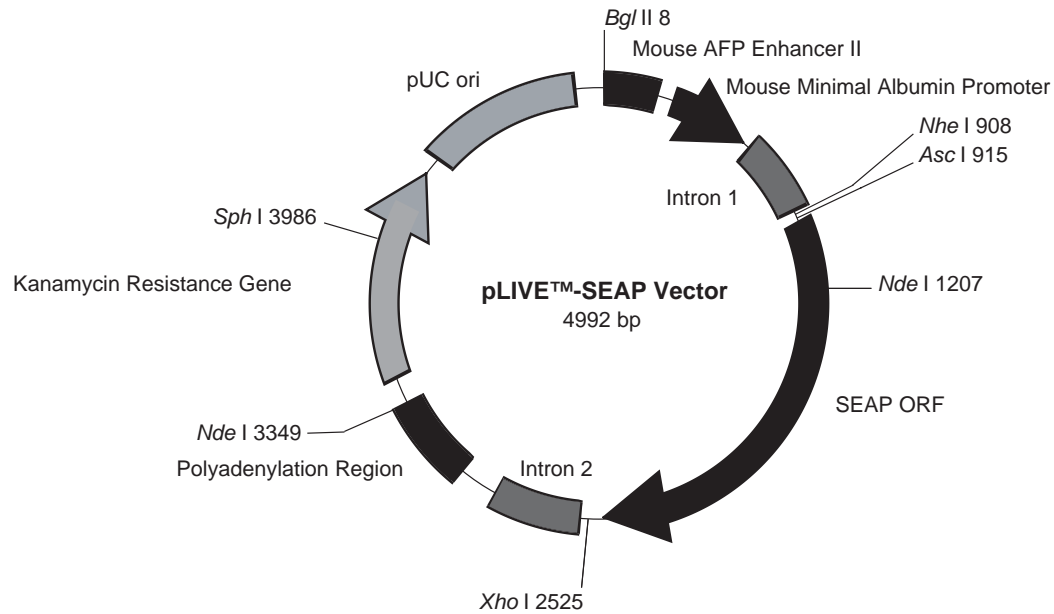 Bgl II 8
Mouse AFP Enhancer II
pUC ori
Mouse Minimal Albumin Promoter
Nhe I 908
Asc I 915
Intron 1
Sph I 3986
Kanamycin Resistance Gene
pLIVE™-SEAP Vector
4992 bp
Nde I 1207
SEAP ORF
Nde I 3349
Polyadenylation Region
Intron 2
Xho I 2525